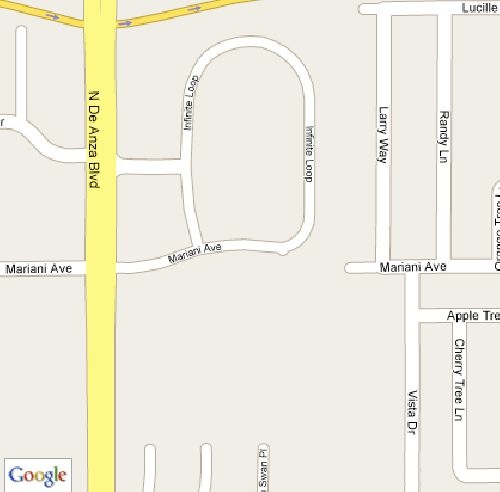 Lucille
N De Anza Blvd
Infinite Loop
Infinite Loop
Larry Way
Randy Ln
Mariani Ave
Mariani Ave
Mariani Ave
Apple Tre
Cherry Tree Ln
Vista Dr
Swan Pl
Google